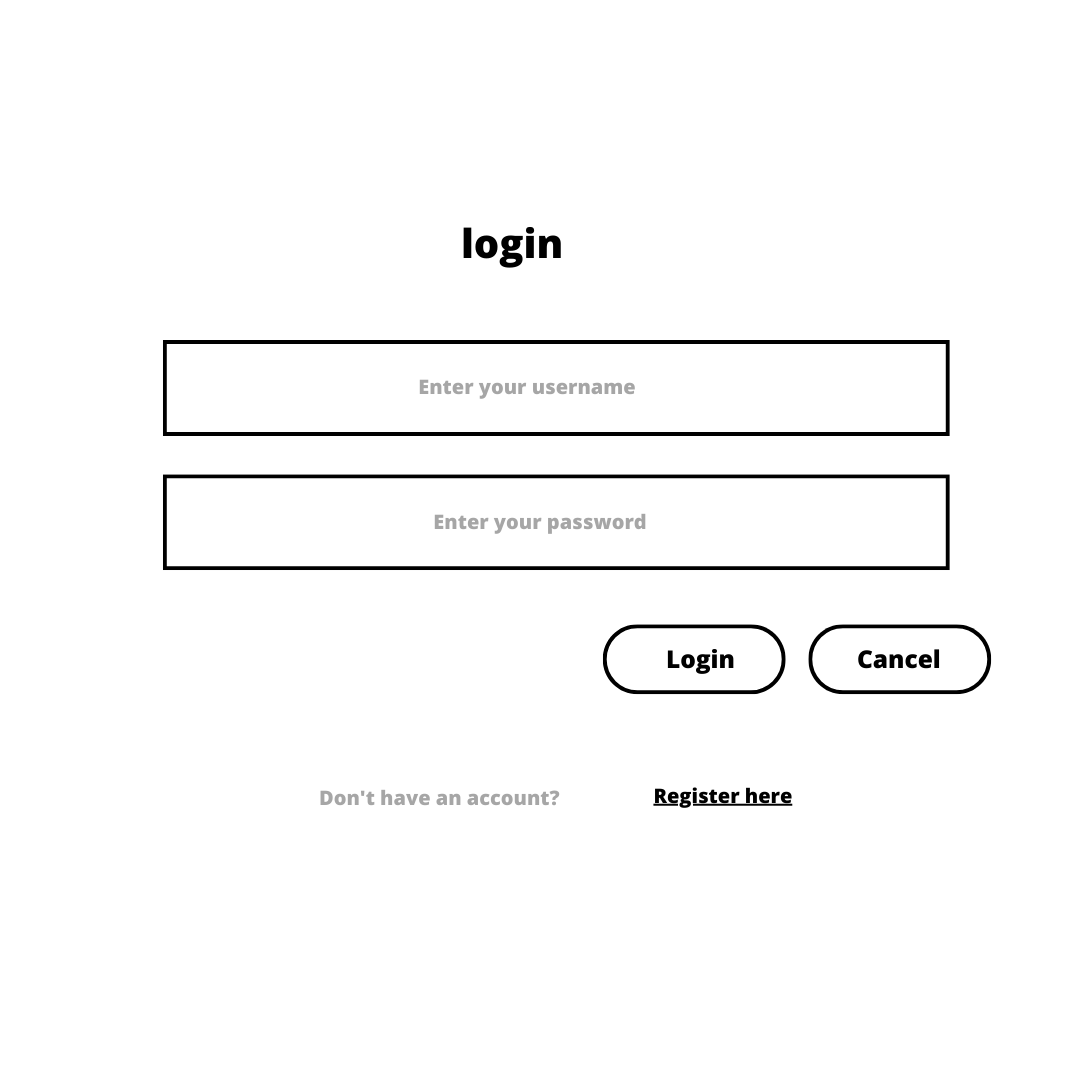 login
Enter your username
Enter your password
Login Cancel
Don't have an account? Register here